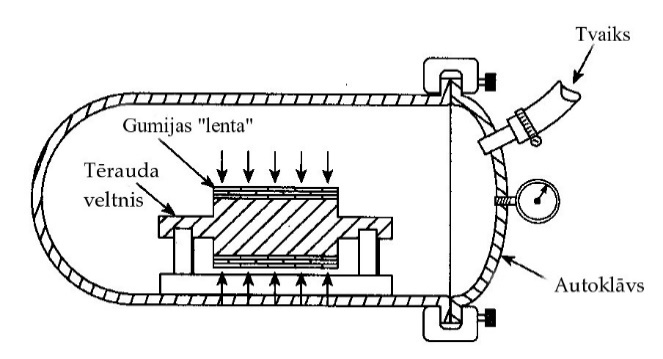 Tvaiks
Gumijas "lenta"
Tērauda
veltnis
Autoklāvs